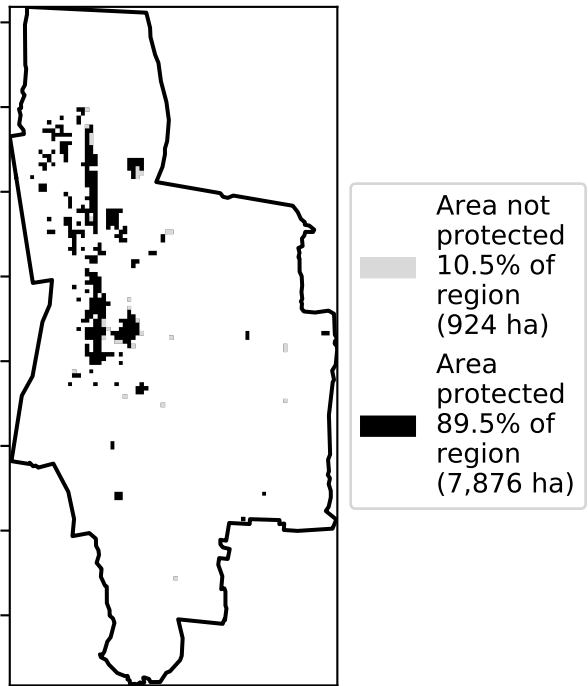 Area not
protected
10.5% of
region
(924 ha)
Area
protected
89.5% of
region
(7,876 ha)